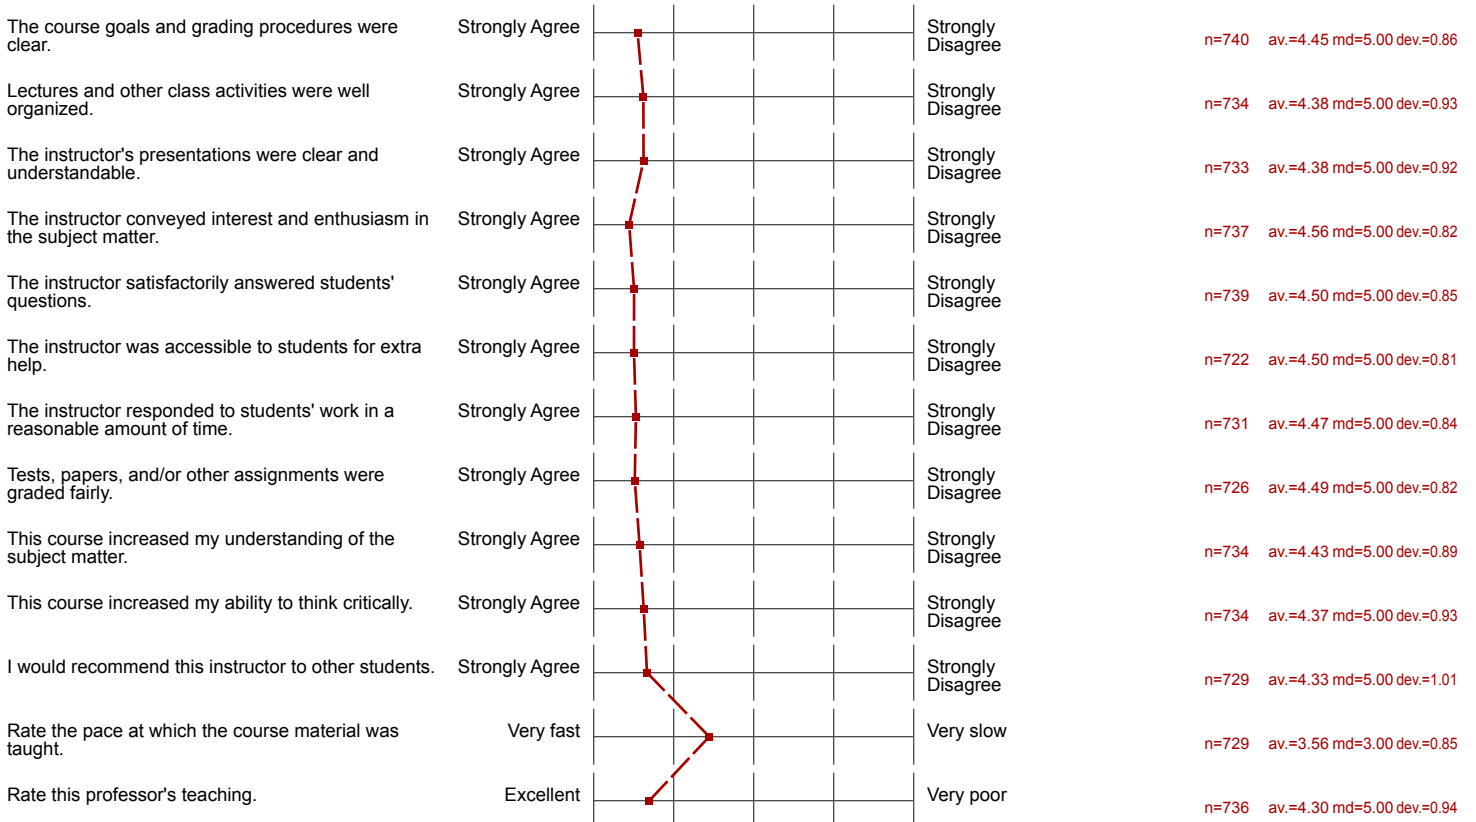 The course goals and grading procedures were
clear.
Strongly Agree
Strongly
Disagree
n=740 av.=4.45 md=5.00 dev.=0.86
Lectures and other class activities were well
organized.
Strongly Agree
Strongly
Disagree
n=734 av.=4.38 md=5.00 dev.=0.93
The instructor's presentations were clear and
understandable.
Strongly Agree
Strongly
Disagree
n=733 av.=4.38 md=5.00 dev.=0.92
The instructor conveyed interest and enthusiasm in
the subject matter.
Strongly Agree
Strongly
Disagree
n=737 av.=4.56 md=5.00 dev.=0.82
The instructor satisfactorily answered students'
questions.
Strongly Agree
Strongly
Disagree
n=739 av.=4.50 md=5.00 dev.=0.85
The instructor was accessible to students for extra
help.
Strongly Agree
Strongly
Disagree
n=722 av.=4.50 md=5.00 dev.=0.81
The instructor responded to students' work in a
reasonable amount of time.
Strongly Agree
Strongly
Disagree
n=731 av.=4.47 md=5.00 dev.=0.84
Tests, papers, and/or other assignments were
graded fairly.
Strongly Agree
Strongly
Disagree
n=726 av.=4.49 md=5.00 dev.=0.82
This course increased my understanding of the
subject matter.
Strongly Agree
Strongly
Disagree
n=734 av.=4.43 md=5.00 dev.=0.89
This course increased my ability to think critically.
Strongly Agree
Strongly
Disagree
n=734 av.=4.37 md=5.00 dev.=0.93
I would recommend this instructor to other students.
Strongly Agree
Strongly
Disagree
n=729 av.=4.33 md=5.00 dev.=1.01
Rate the pace at which the course material was
taught.
Very fast
Very slow
n=729 av.=3.56 md=3.00 dev.=0.85
Rate this professor's teaching.
Excellent
Very poor
n=736 av.=4.30 md=5.00 dev.=0.94